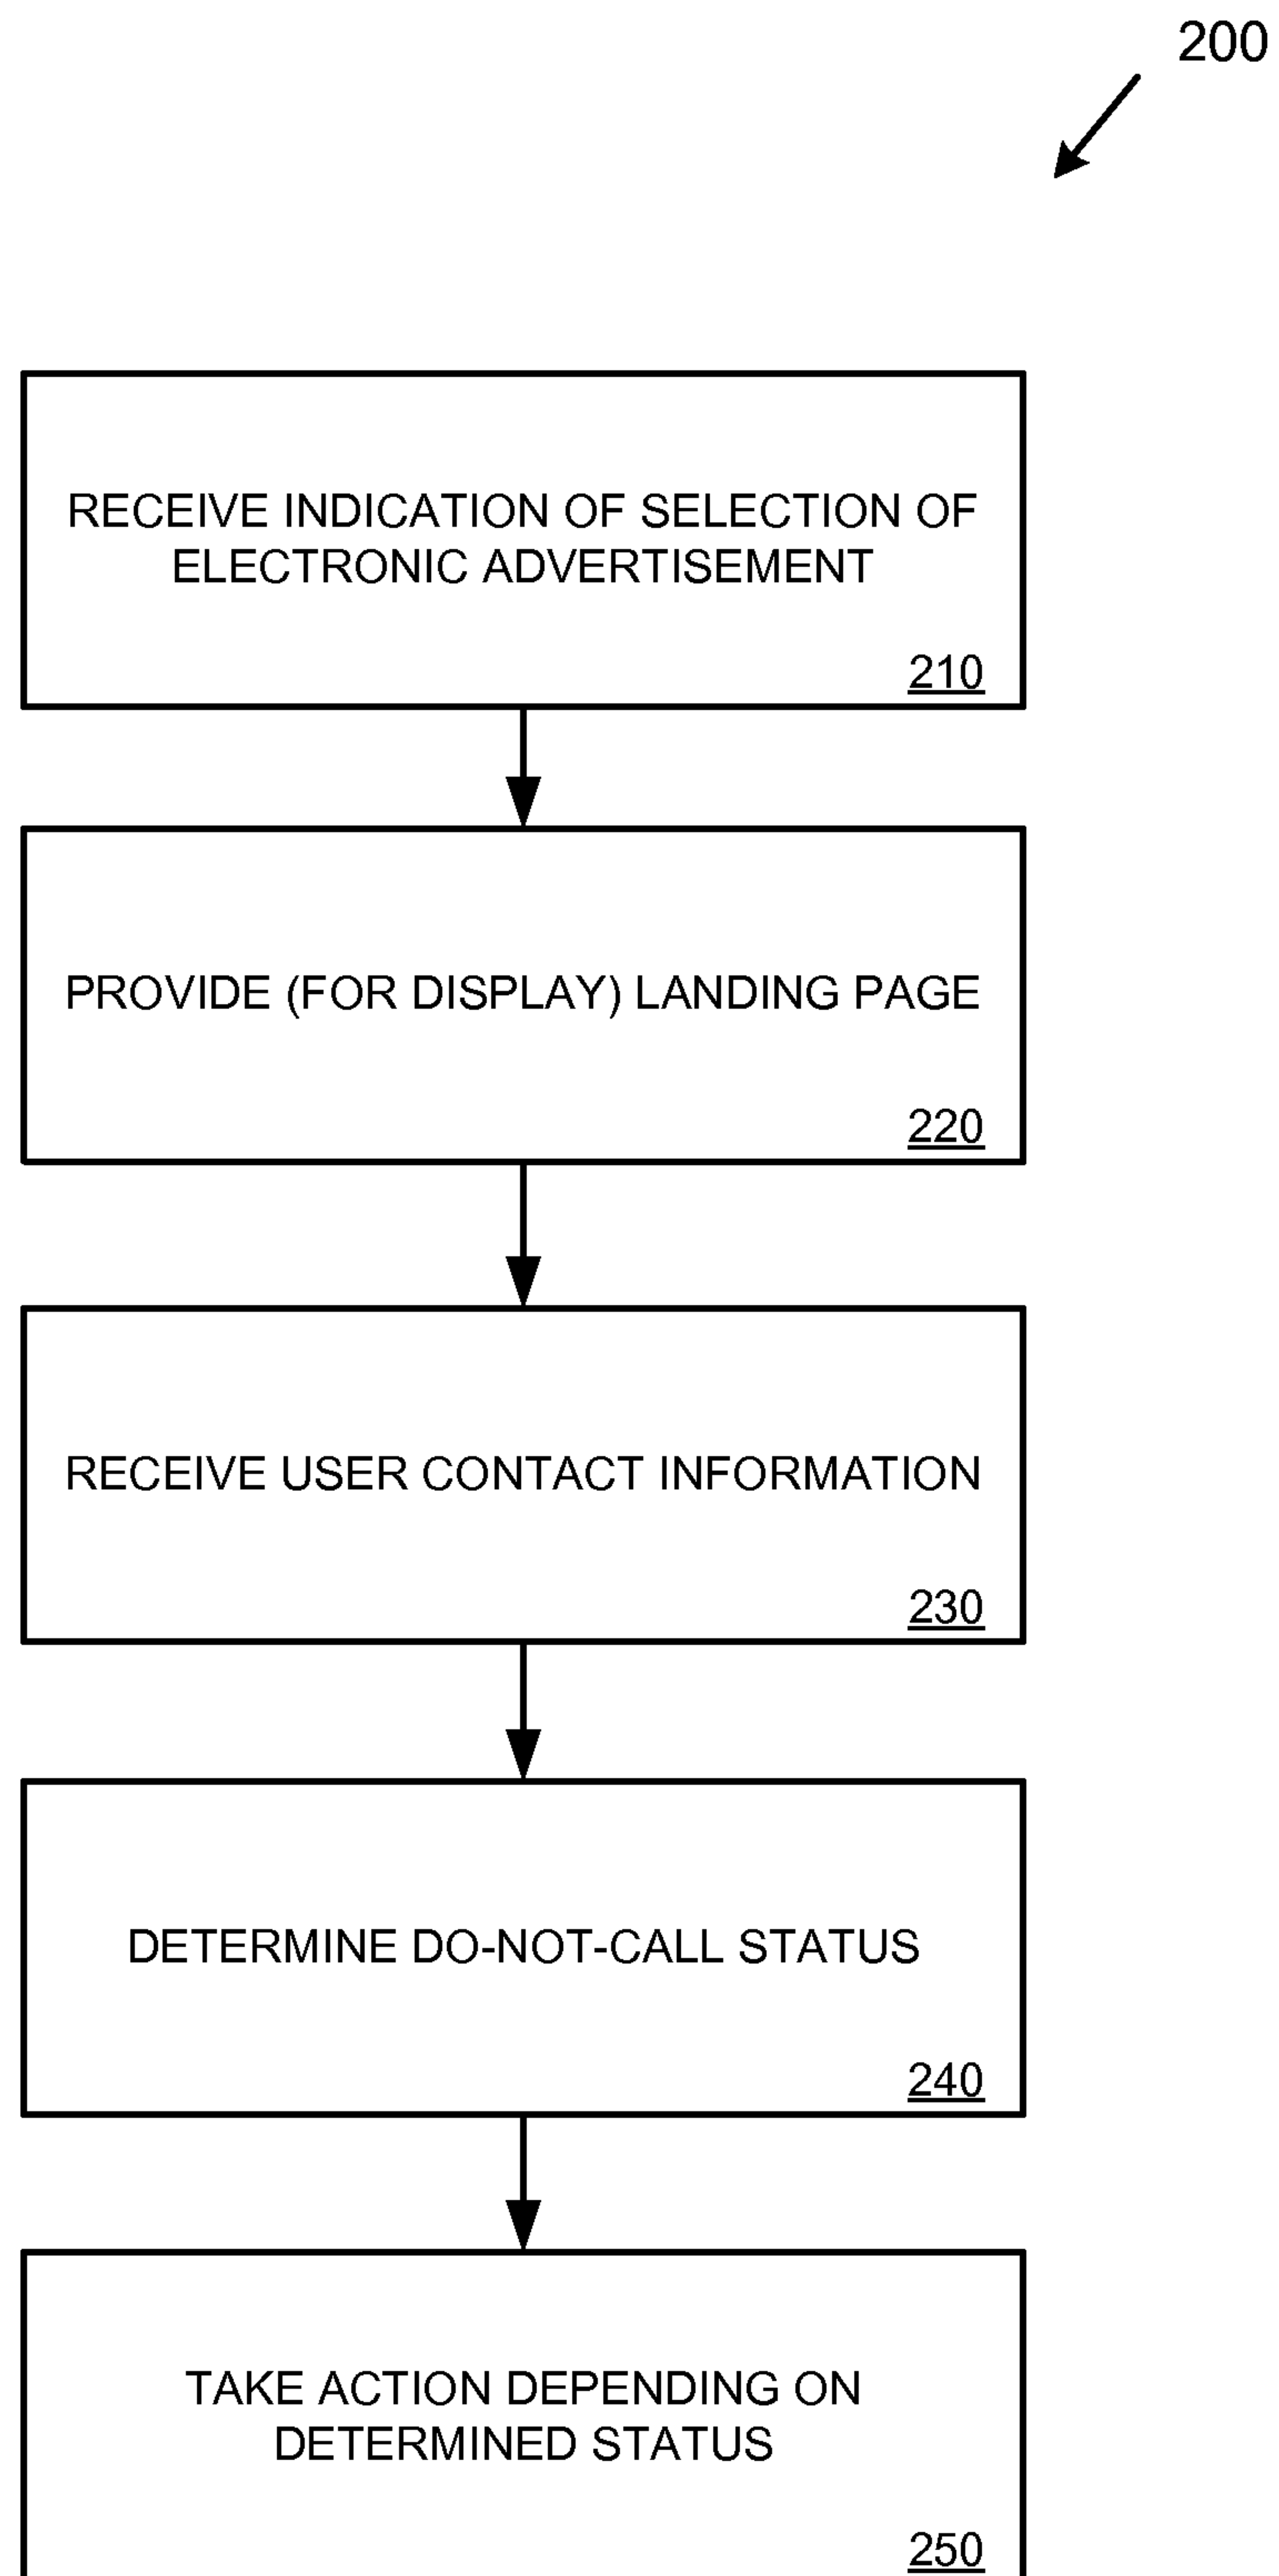 200
RECEIVE INDICATION OF SELECTION OF
ELECTRONIC ADVERTISEMENT
210
PROVIDE (FOR DISPLAY) LANDING PAGE
220
RECEIVE USER CONTACT INFORMATION
230
DETERMINE DO-NOT-CALL STATUS
240
TAKE ACTION DEPENDING ON
DETERMINED STATUS
250